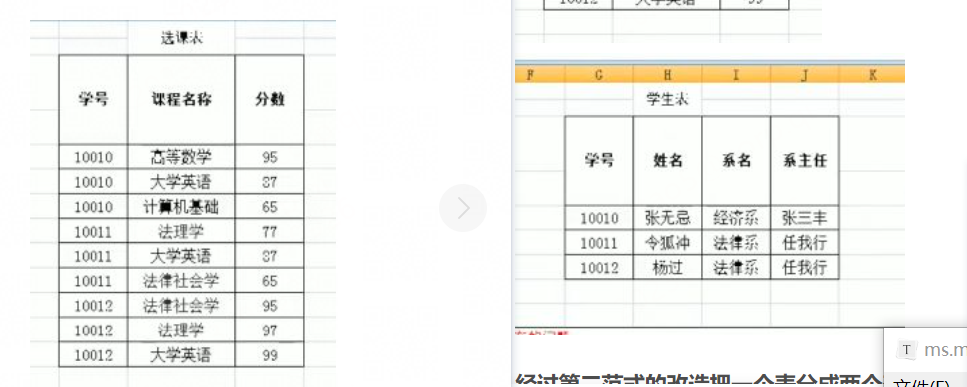 选课表
学号 课程名称 分数
10010 高等数学 95
10010 大学英语 87
10010 计算机基础 65
10011 法理学 77
10011 大学英语 87
10011 法律社会学 65
10012 法律社会学 95
10012 法理学 97
10012 大学英语 99
10012 大学英语 99
F G H I J K
学生表
学号 姓名 系名 系主任
10010 张无忌 经济系 张三丰
10011 令狐冲 法律系 任我行
10012 杨过 法律系 任我行
经过第二范式的改造把一个表分成两个
T ms.m
文件(F)